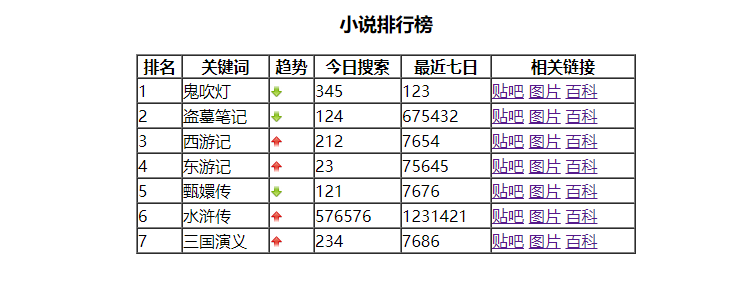 小说排行榜
排名 关键词 趋势 今日搜索 最近七日 相关链接
1 鬼吹灯 345 123 贴吧 图片 百科
2 盗墓笔记 124 675432 贴吧 图片 百科
3 西游记 212 7654 贴吧 图片 百科
4 东游记 23 75645 贴吧 图片 百科
5 甄嬛传 121 7676 贴吧 图片 百科
6 水浒传 576576 1231421 贴吧 图片 百科
7 三国演义 234 7686 贴吧 图片 百科